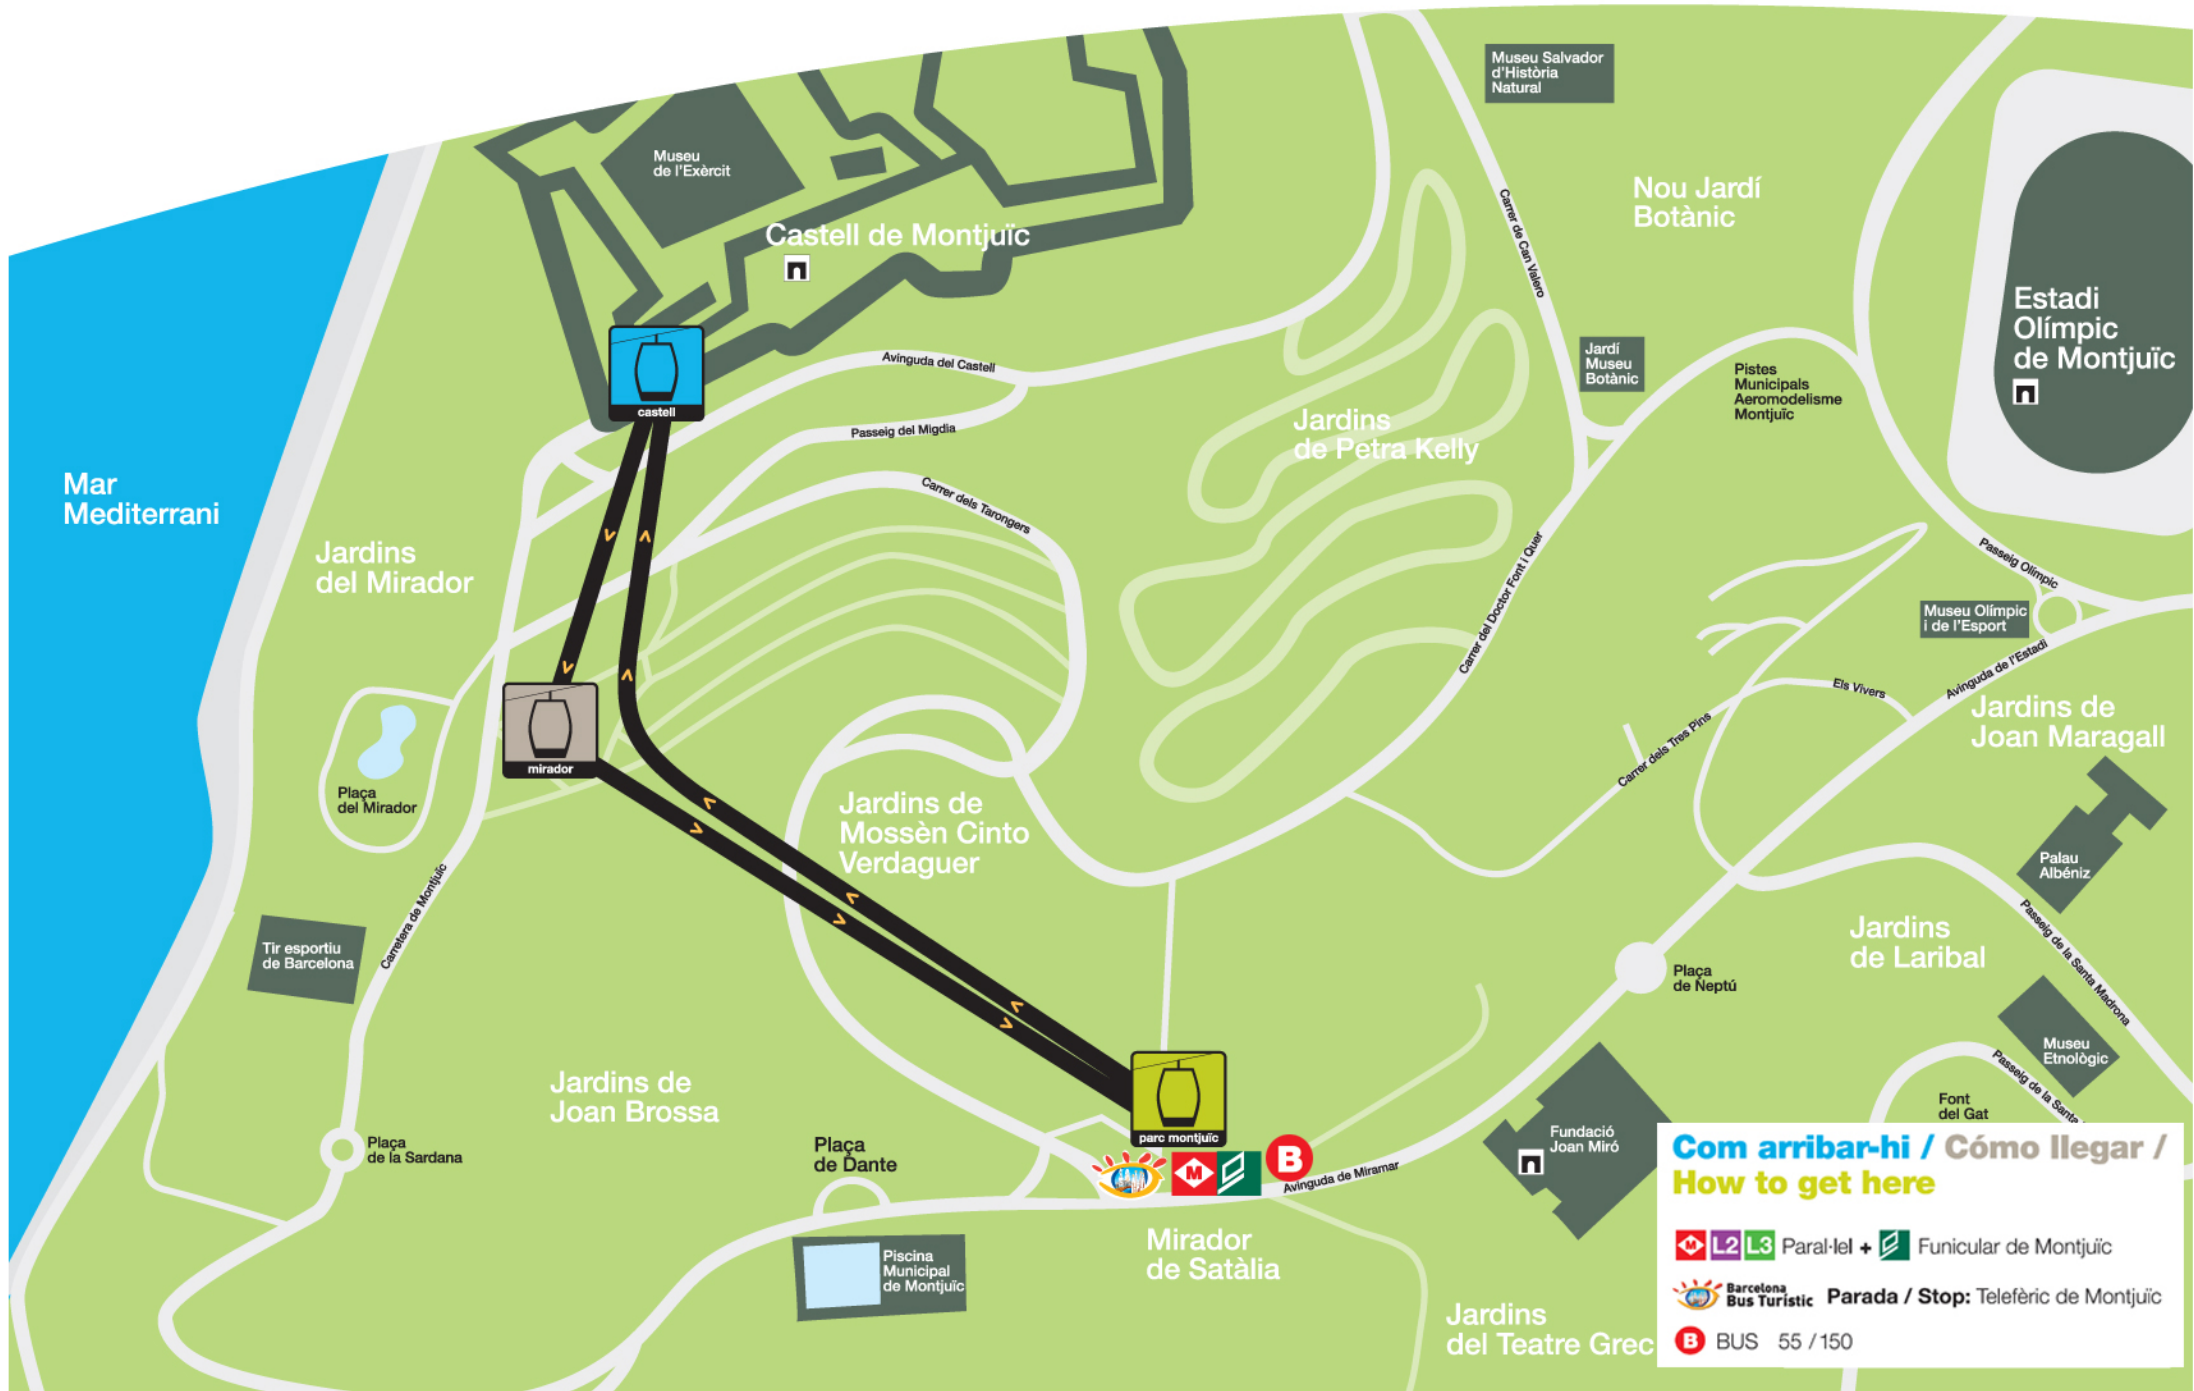 Museu Salvador
d'Història
Natural
Museu
de l'Exèrcit
Nou Jardí
Botànic
Carrer de Can Valero
Castell de Montjuïc
Estadi
Olímpic
de Montjuïc
castell
Avinguda del Castell
Jardí
Museu
Botànic
Pistes
Municipals
Aeromodelisme
Montjuïc
Passeig del Migdia
Jardins
de Petra Kelly
Mar
Mediterrani
Carrer dels Tarongers
Jardins
del Mirador
Carrer del Doctor Font i Quer
Passeig Olímpic
Museu Olímpic
i de l'Esport
Avinguda de l'Estadi
Els Vivers
Jardins de
Joan Maragall
Carrer dels Tres Pins
mirador
Plaça
del Mirador
Jardins de
Mossèn Cinto
Verdaguer
Palau
Albéniz
Carretera de Montjuïc
Tir esportiu
de Barcelona
Jardins
de Laribal
Passeig de la Santa Madrona
Plaça
de Neptú
Museu
Etnològic
Passeig de la Santa
Font
del Gat
Jardins de
Joan Brossa
parc montjuïc
Plaça
de la Sardana
Plaça
de Dante
M
B
Avinguda de Miramar
Fundació
Joan Miró
Mirador
de Satàlia
Piscina
Municipal
de Montjuïc
Jardins
del Teatre Grec
Com arribar-hi / Cómo llegar /
How to get here
M L2 L3 Paral·lel + Funicular de Montjuïc
Barcelona
Bus Turístic Parada / Stop: Telefèric de Montjuïc
B BUS 55 / 150